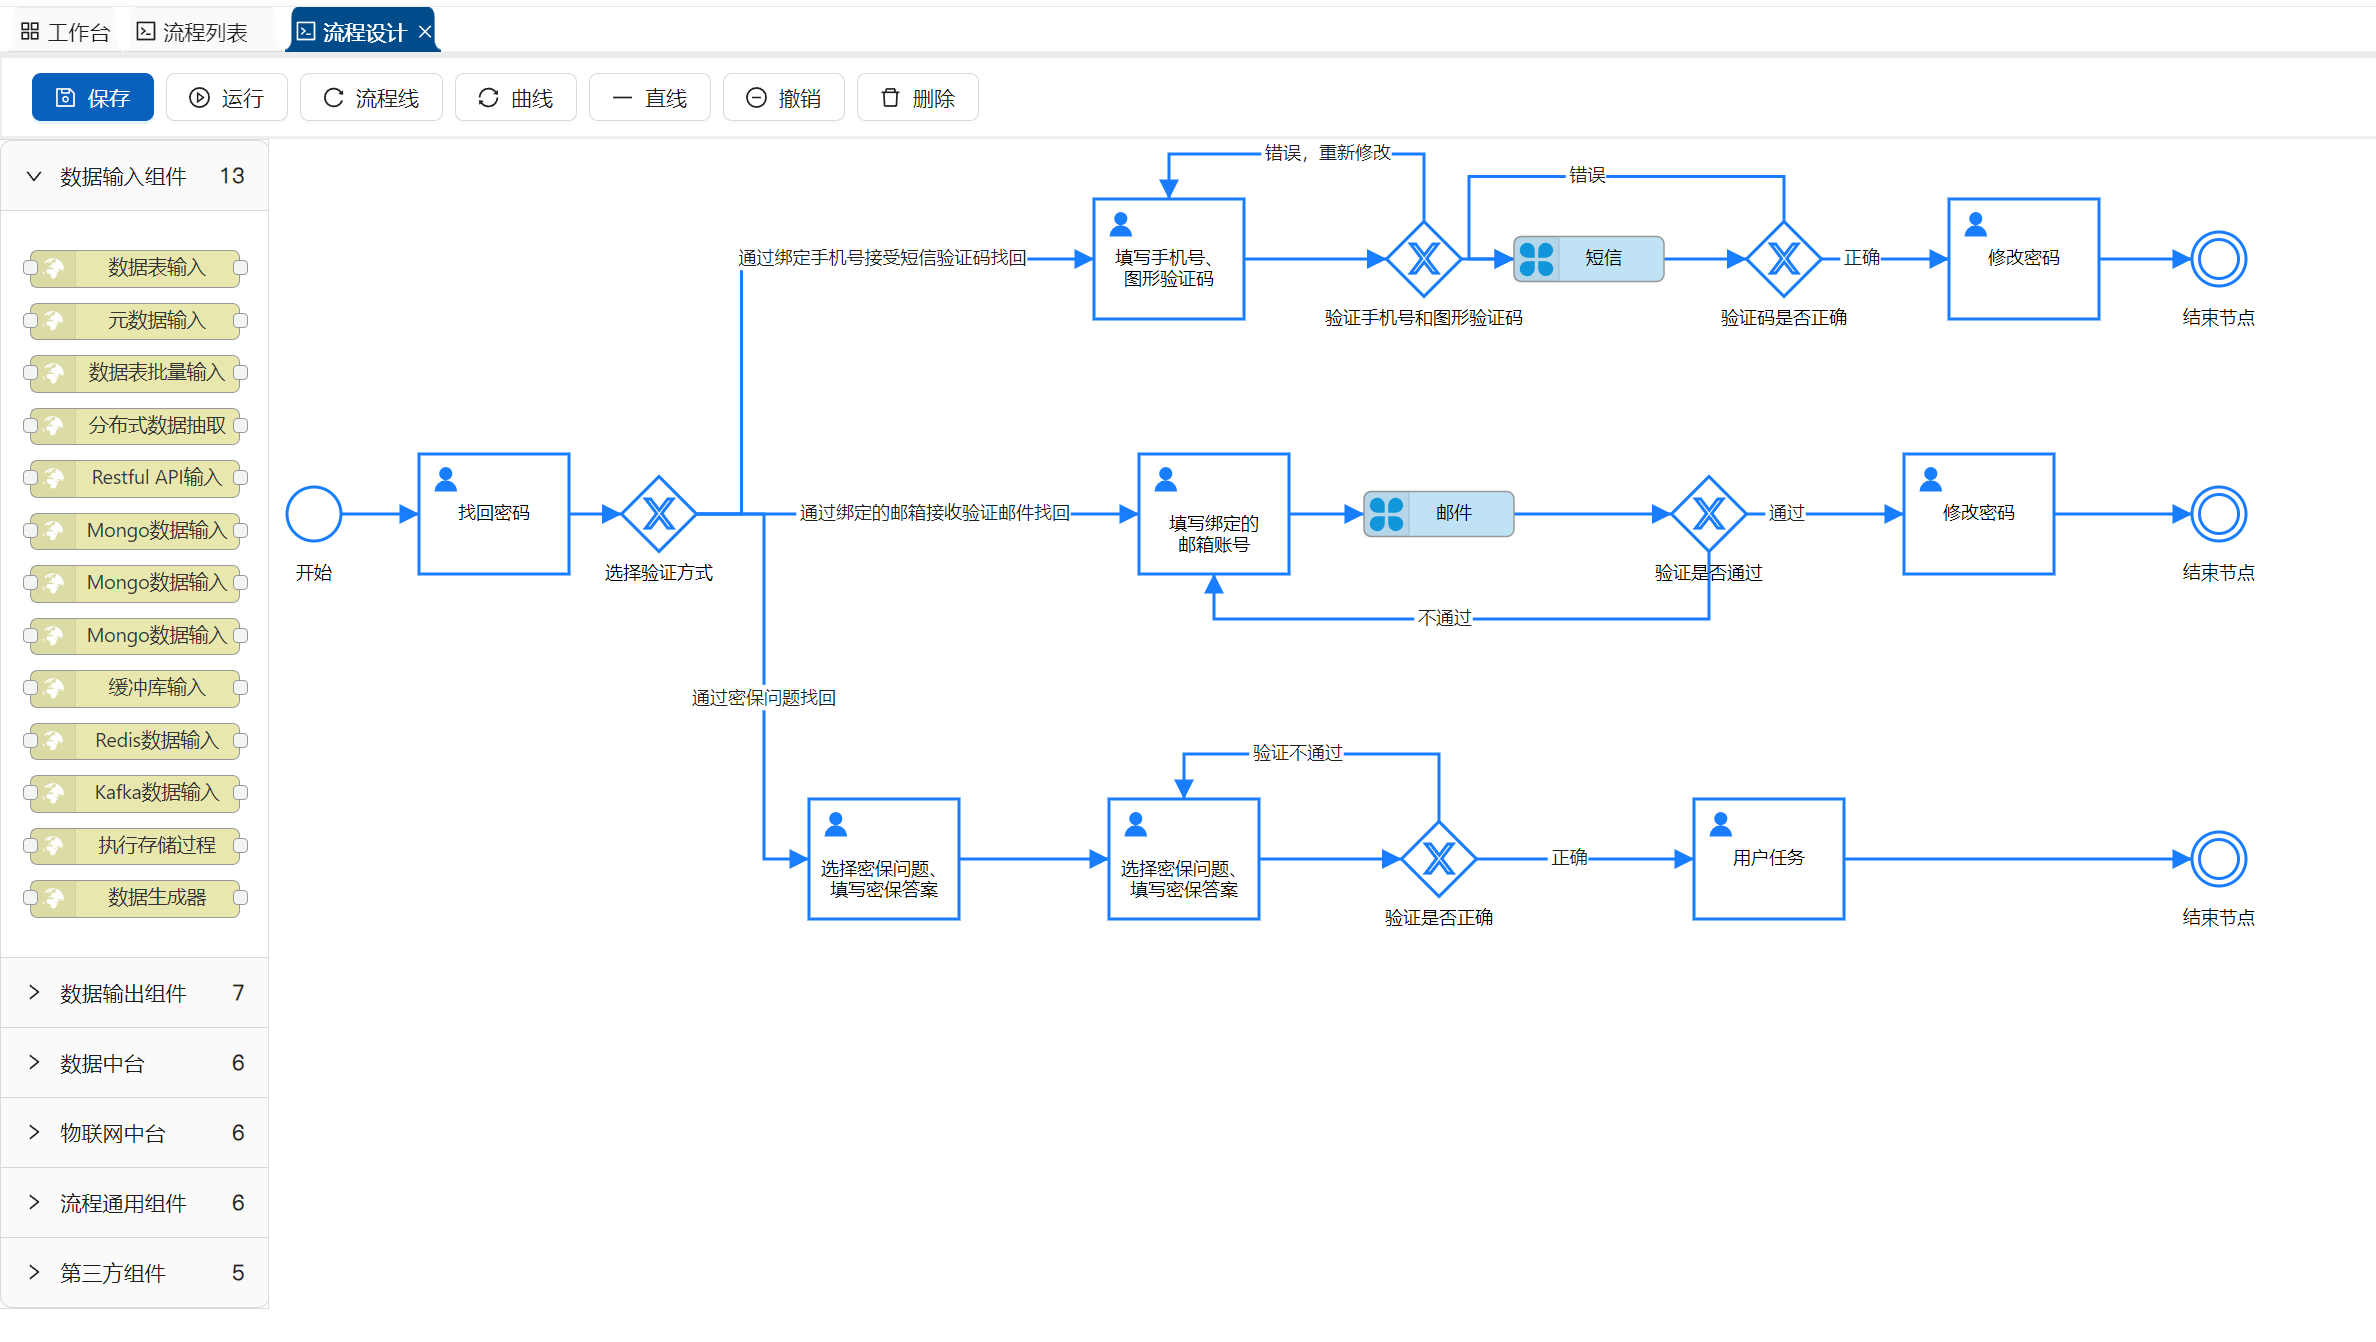 工作台
流程列表
流程设计
保存
运行
流程线
曲线
直线
撤销
删除
数据输入组件 13
数据表输入
元数据输入
数据表批量输入
分布式数据抽取
Restful API输入
Mongo数据输入
Mongo数据输入
Mongo数据输入
缓冲库输入
Redis数据输入
Kafka数据输入
执行存储过程
数据生成器
数据输出组件 7
数据中台 6
物联网中台 6
流程通用组件 6
第三方组件 5
错误，重新修改
错误
通过绑定手机号接受短信验证码找回
填写手机号、
图形验证码
验证手机号和图形验证码
短信
验证码是否正确
正确
修改密码
结束节点
开始
找回密码
选择验证方式
通过绑定的邮箱接收验证邮件找回
填写绑定的
邮箱账号
邮件
验证是否通过
通过
修改密码
结束节点
不通过
通过密保问题找回
验证不通过
选择密保问题、
填写密保答案
选择密保问题、
填写密保答案
验证是否正确
正确
用户任务
结束节点